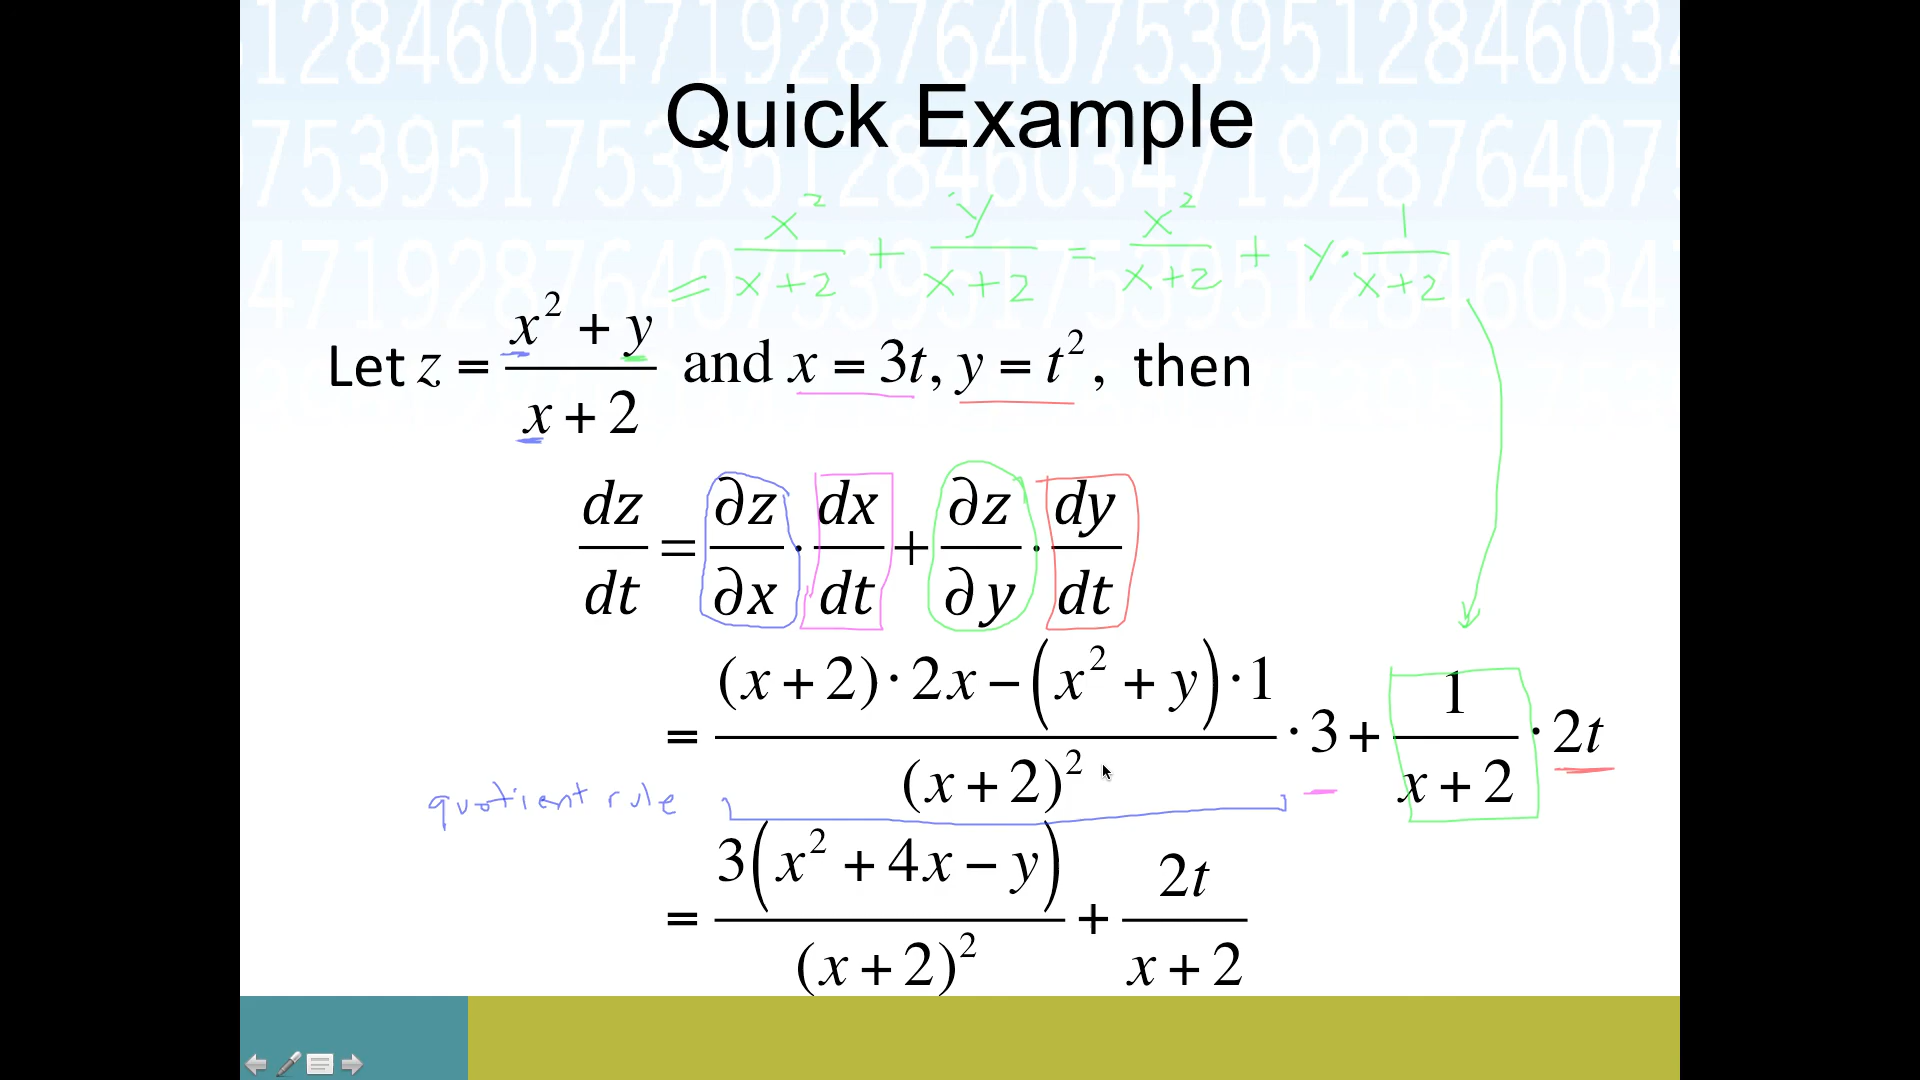 Quick Example
= x²/(x+2) + y/(x+2) = x²/(x+2) + y · 1/(x+2)
Let z = (x² + y)/(x + 2) and x = 3t, y = t², then
dz/dt = ∂z/∂x · dx/dt + ∂z/∂y · dy/dt
= ((x + 2) · 2x − (x² + y) · 1)/(x + 2)² · 3 + 1/(x + 2) · 2t
quotient rule
= 3(x² + 4x − y)/(x + 2)² + 2t/(x + 2)